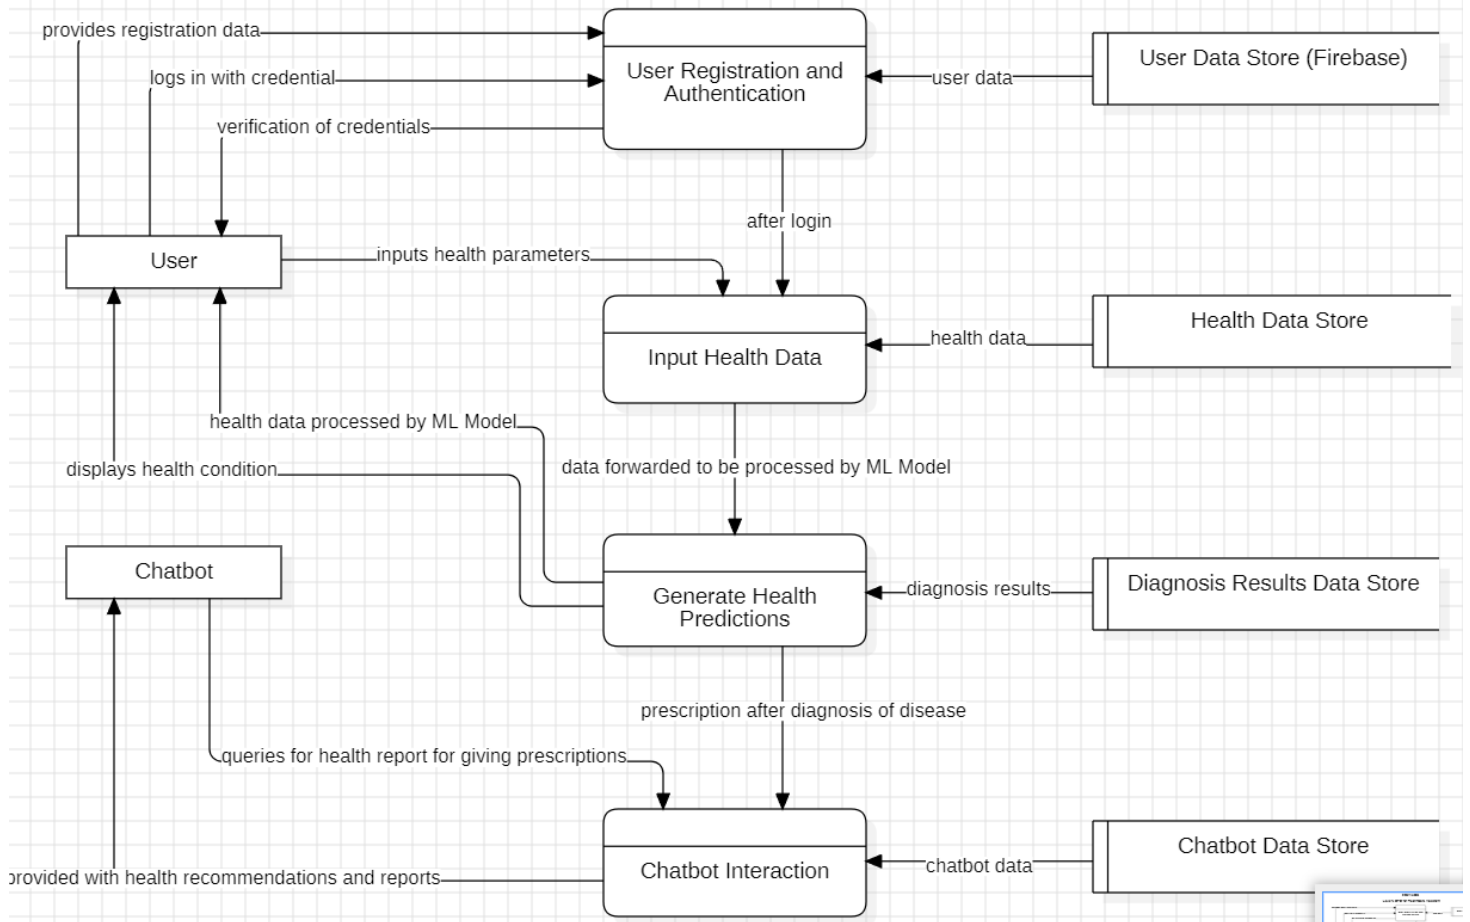 provides registration data
User Registration and
Authentication
User Data Store (Firebase)
logs in with credential
user data
verification of credentials
after login
User
inputs health parameters
Input Health Data
health data
Health Data Store
health data processed by ML Model
displays health condition
data forwarded to be processed by ML Model
Chatbot
Generate Health
Predictions
diagnosis results
Diagnosis Results Data Store
prescription after diagnosis of disease
queries for health report for giving prescriptions
Chatbot Interaction
chatbot data
Chatbot Data Store
provided with health recommendations and reports